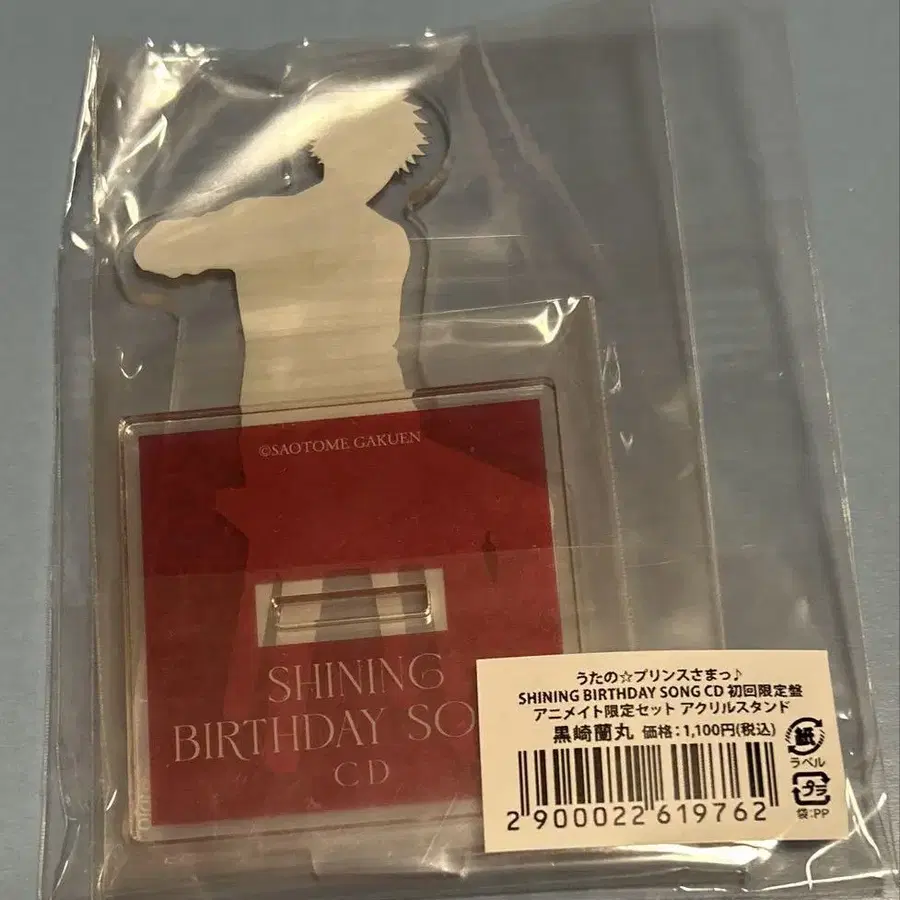 ©SAOTOME GAKUEN
SHINING
BIRTHDAY SO
CD
うたの☆プリンスさまっ♪
SHINING BIRTHDAY SONG CD 初回限定盤
アニメイト限定セット アクリルスタンド
黒崎蘭丸 価格：1,100円(税込)
2 900022 619762
紙
ラベル
プラ
袋:PP